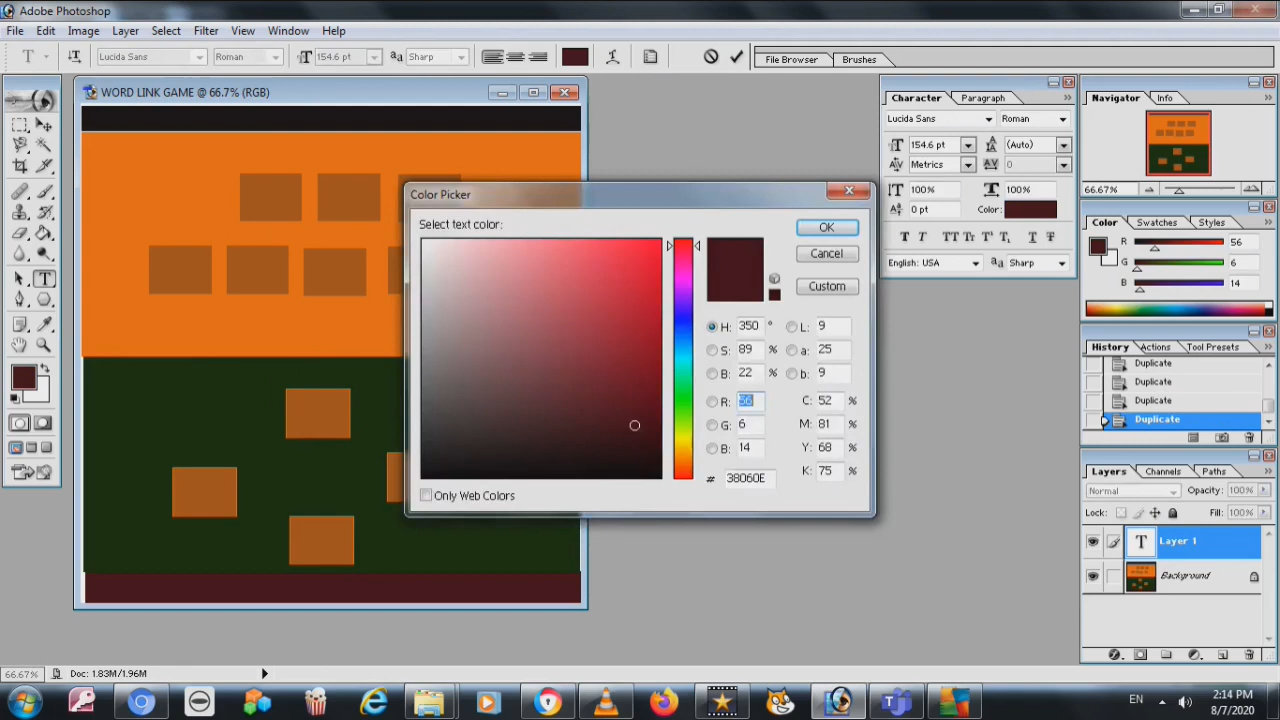 Adobe Photoshop
File Edit Image Layer Select Filter View Window Help
T Lucida Sans Roman T 154.6 pt aa Sharp File Browser Brushes
WORD LINK GAME @ 66.7% (RGB)
Character Paragraph
Lucida Sans Roman
154.6 pt (Auto)
Metrics 0
100% 100%
0 pt Color:
T T TT Tr T¹ T₁ T T
English: USA aa Sharp
Navigator Info
66.67%
Color Swatches Styles
R 56
G 6
B 14
History Actions Tool Presets
Duplicate
Duplicate
Duplicate
Duplicate
Layers Channels Paths
Normal Opacity: 100%
Lock: Fill: 100%
T Layer 1
Background
Color Picker
Select text color:
OK
Cancel
Custom
H: 350 ° L: 9
S: 89 % a: 25
B: 22 % b: 9
R: 56 C: 52 %
G: 6 M: 81 %
B: 14 Y: 68 %
# 38060E K: 75 %
Only Web Colors
66.67% Doc: 1.83M/1.96M
EN 2:14 PM
8/7/2020